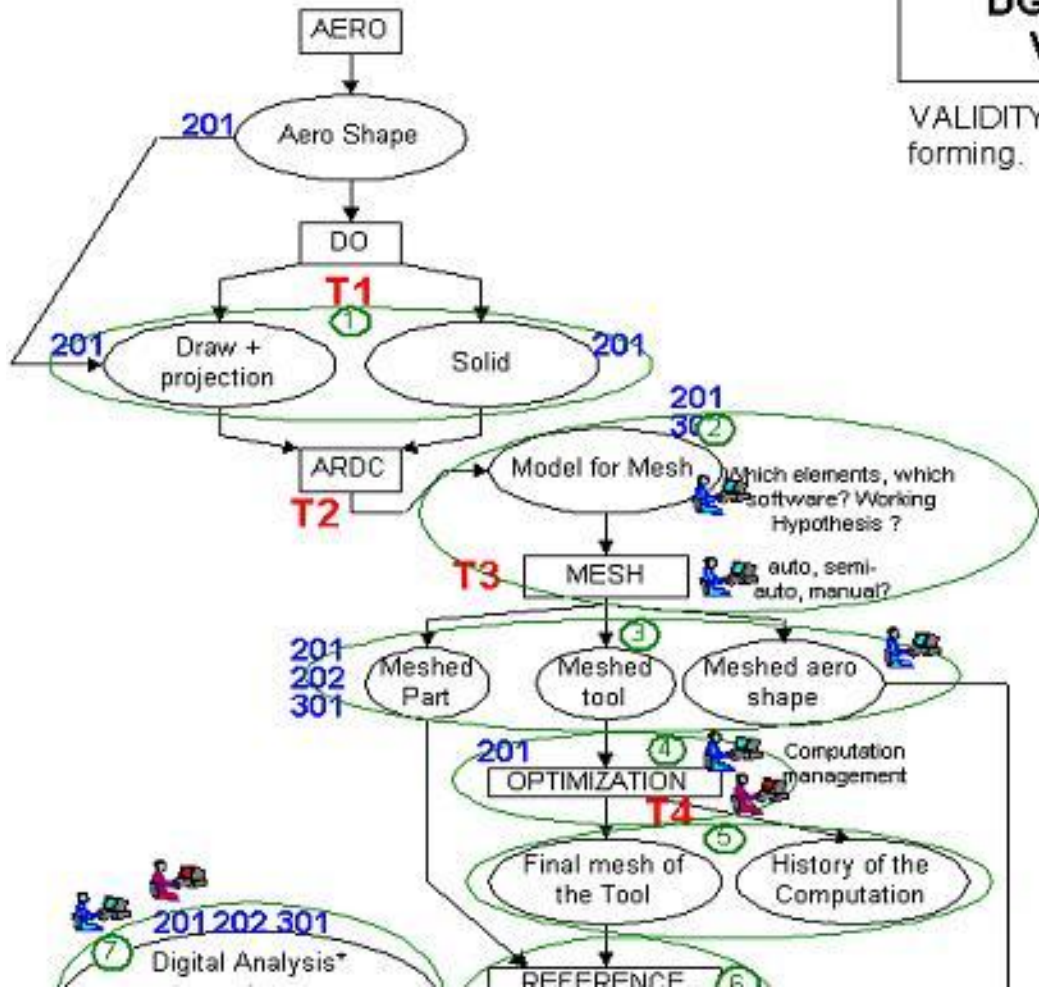 AERO
201
Aero Shape
VALIDITY
forming.
DO
T1
1
201
Draw +
projection
Solid
201
201
2
ARDC
Model for Mesh
Which elements, which
software? Working
Hypothesis ?
T2
T3
MESH
auto, semi-
auto, manual?
3
201
202
301
Meshed
Part
Meshed
tool
Meshed aero
shape
201
4
Computation
management
OPTIMIZATION
T4
5
Final mesh of
the Tool
History of the
Computation
201 202 301
7
Digital Analysis*
REFERENCE
6